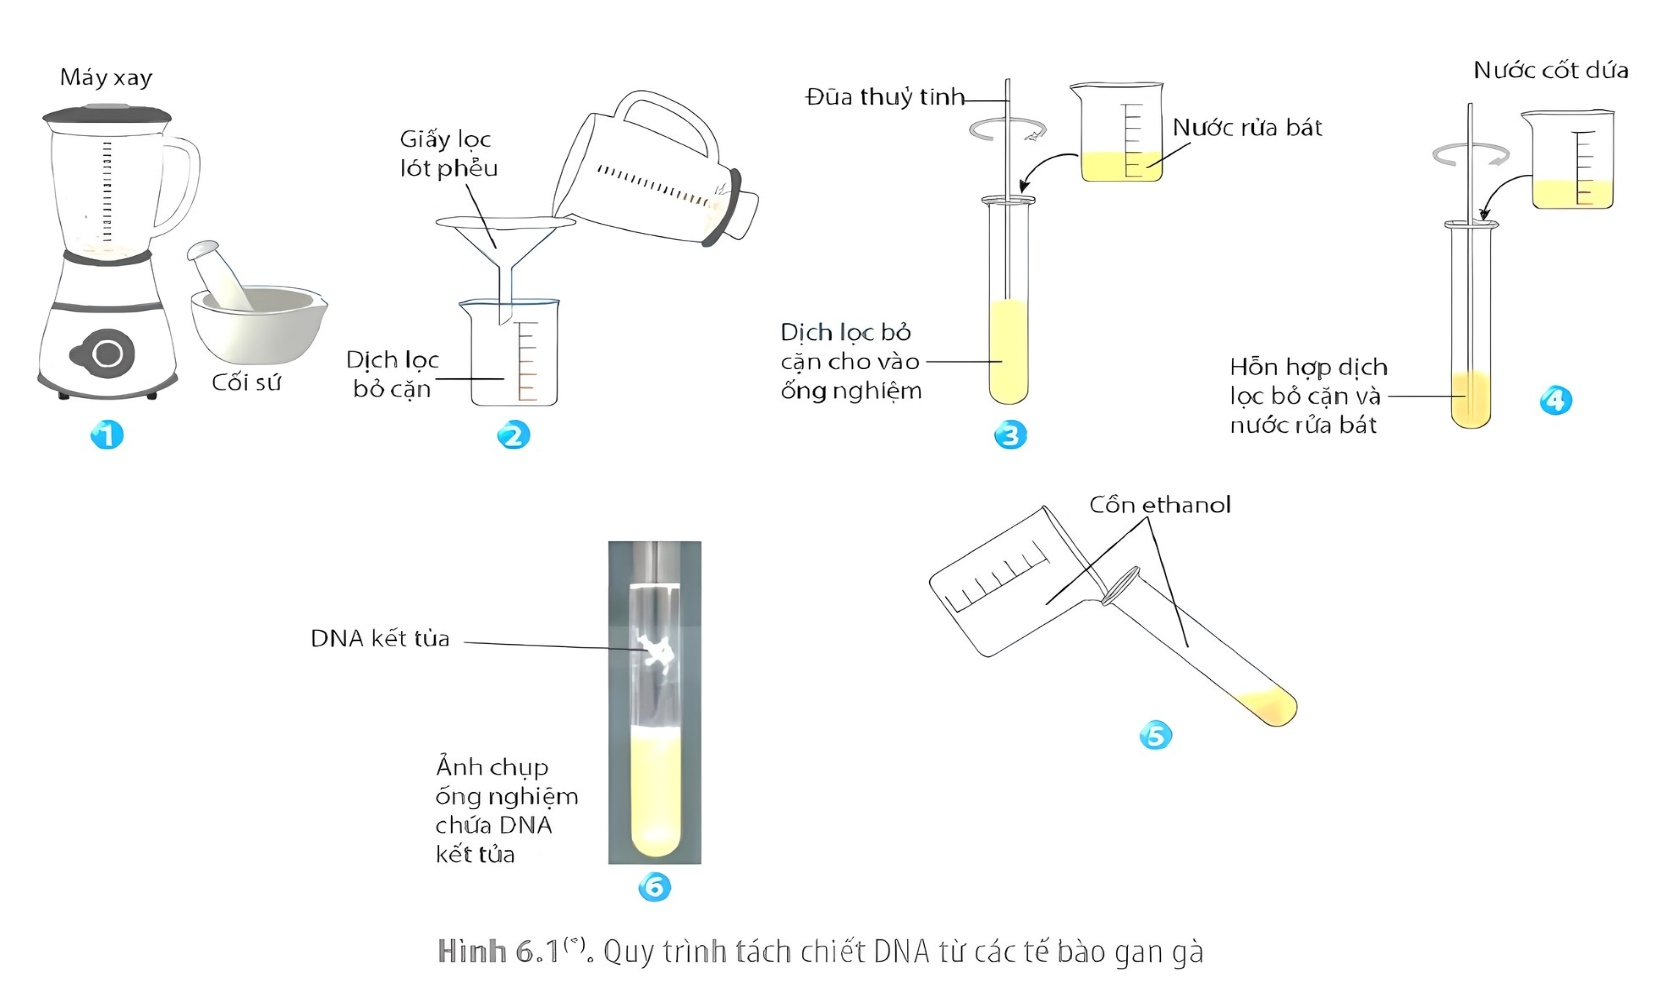 Máy xay
Cối sứ
1
Giấy lọc
lót phễu
Dịch lọc
bỏ cặn
2
Đũa thuỷ tinh
Nước rửa bát
Dịch lọc bỏ
cặn cho vào
ống nghiệm
3
Nước cốt dứa
Hỗn hợp dịch
lọc bỏ cặn và
nước rửa bát
4
Cồn ethanol
5
DNA kết tủa
Ảnh chụp
ống nghiệm
chứa DNA
kết tủa
6
Hình 6.1(*). Quy trình tách chiết DNA từ các tế bào gan gà